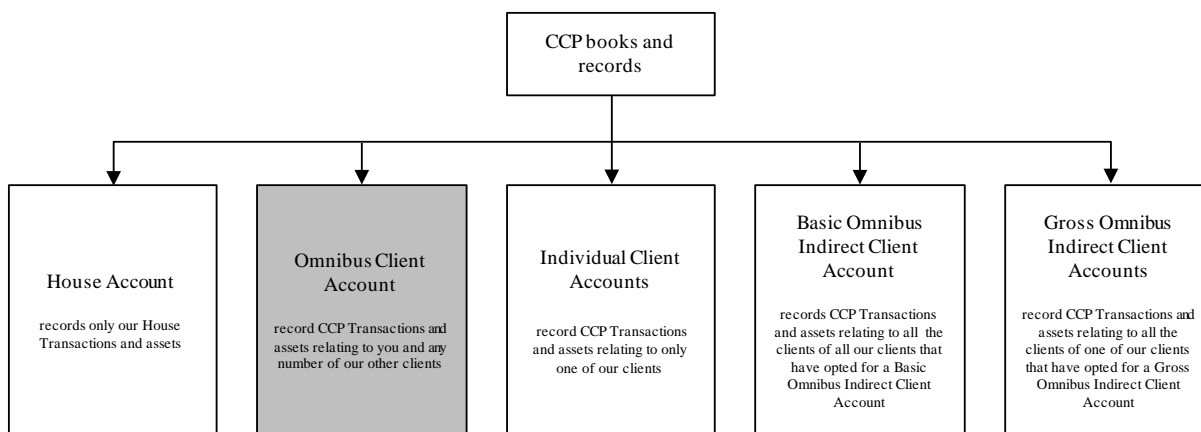 CCP books and
records
House Account
records only our House
Transactions and assets
Omnibus Client
Account
record CCP Transactions and
assets relating to you and any
number of our other clients
Individual Client
Accounts
record CCP Transactions
and assets relating to only
one of our clients
Basic Omnibus
Indirect Client
Account
records CCP Transactions
and assets relating to all the
clients of all our clients that
have opted for a Basic
Omnibus Indirect Client
Account
Gross Omnibus
Indirect Client
Accounts
record CCP Transactions and
assets relating to all the
clients of one of our clients
that have opted for a Gross
Omnibus Indirect Client
Account